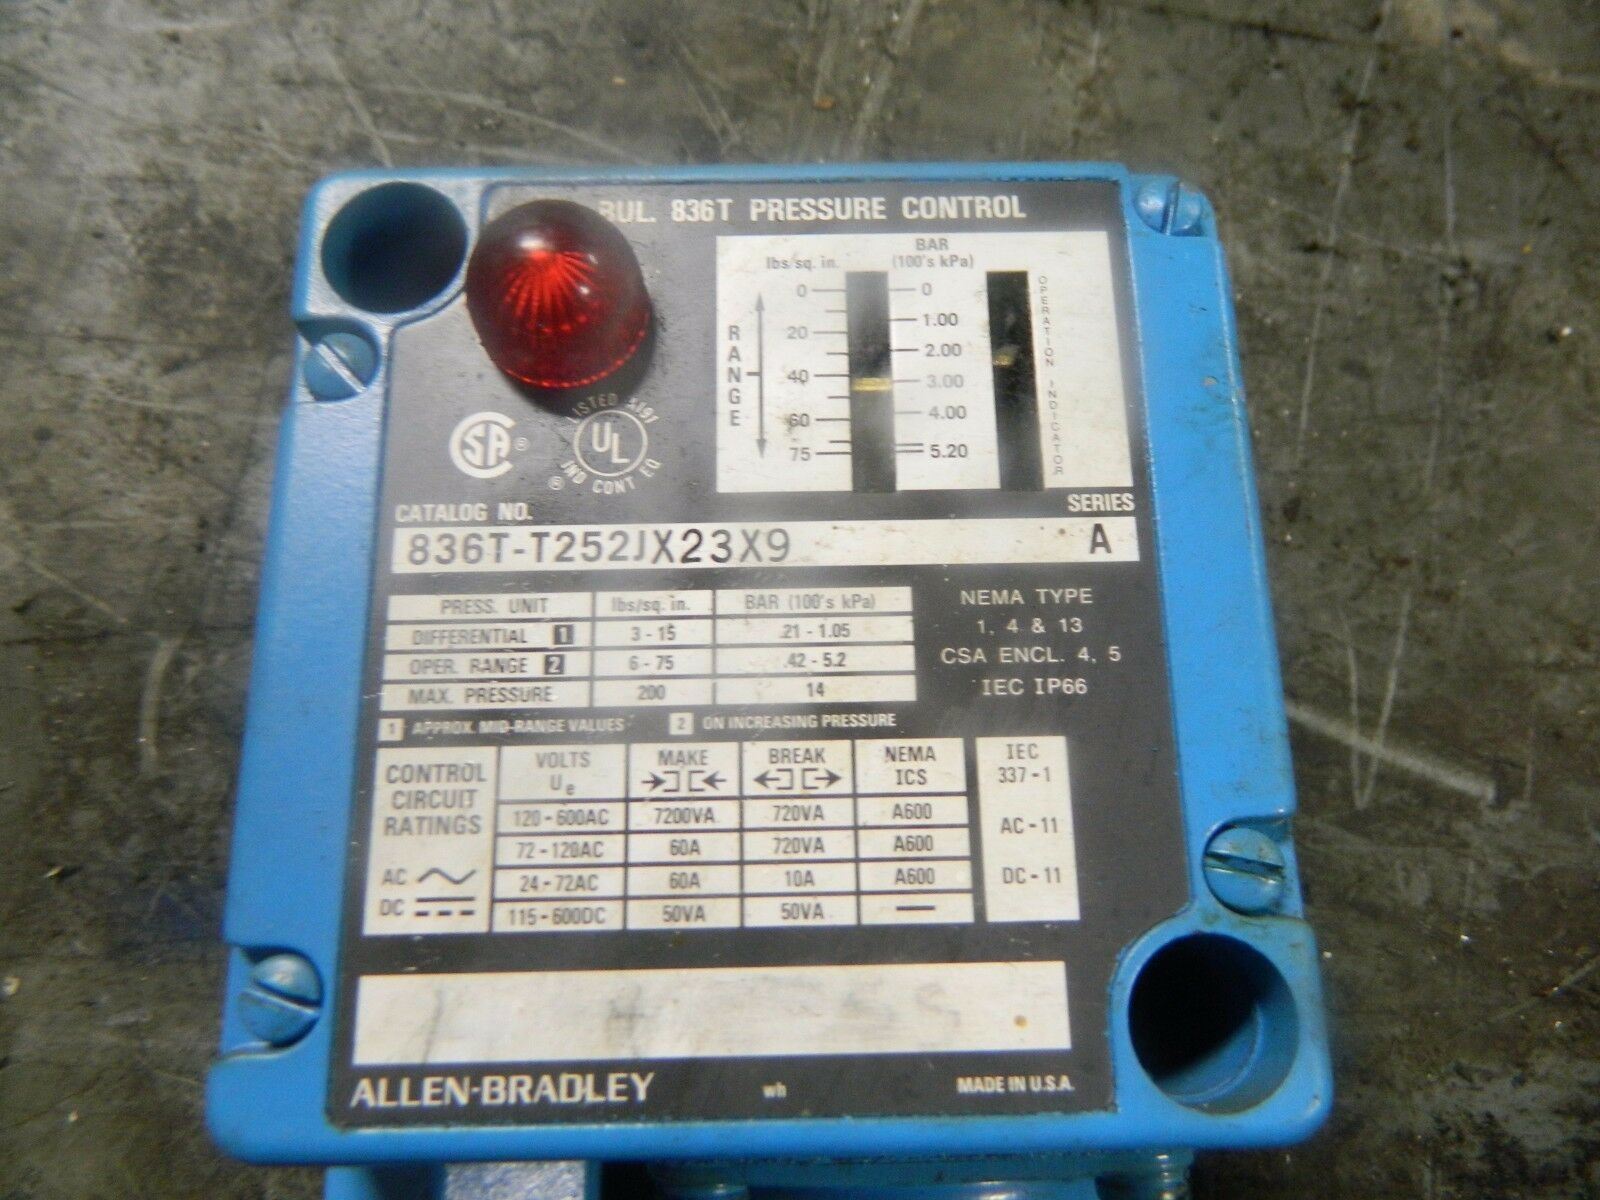 BUL. 836T PRESSURE CONTROL
lbs/sq. in.
BAR
(100's kPa)
RANGE
0
20
40
60
75
0
1.00
2.00
3.00
4.00
5.20
OPERATION INDICATOR
SA ®
LISTED
UL
IND CONT EQ
®
CATALOG NO.
SERIES
836T-T252JX23X9
A
PRESS. UNIT lbs/sq. in. BAR (100's kPa)
DIFFERENTIAL 1 3 - 15 .21 - 1.05
OPER. RANGE 2 6 - 75 .42 - 5.2
MAX. PRESSURE 200 14
NEMA TYPE
1, 4 & 13
CSA ENCL. 4, 5
IEC IP66
1 APPROX. MID-RANGE VALUES 2 ON INCREASING PRESSURE
CONTROL
CIRCUIT
RATINGS
AC
DC
VOLTS Ue MAKE BREAK NEMA ICS
120 - 600AC 7200VA 720VA A600
72 - 120AC 60A 720VA A600
24 - 72AC 60A 10A A600
115 - 600DC 50VA 50VA —
IEC
337 - 1
AC - 11
DC - 11
ALLEN-BRADLEY
wh
MADE IN U.S.A.